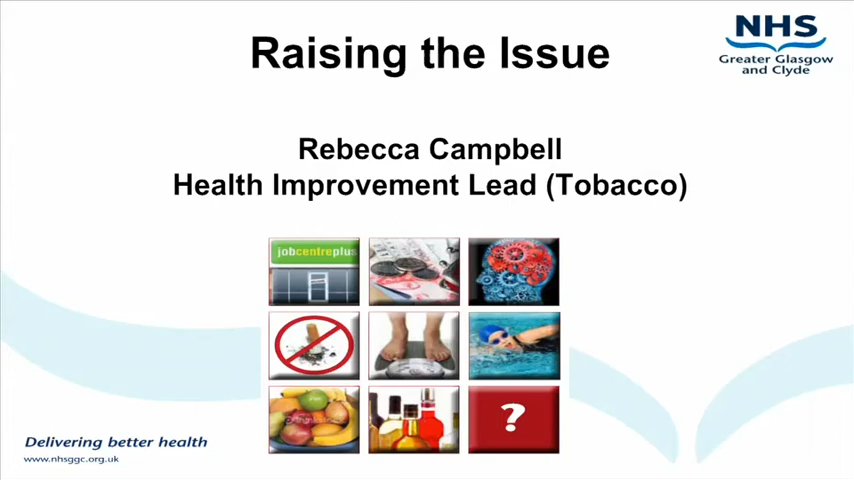 Raising the Issue
NHS
Greater Glasgow
and Clyde
Rebecca Campbell
Health Improvement Lead (Tobacco)
jobcentreplus
?
Delivering better health
www.nhsggc.org.uk